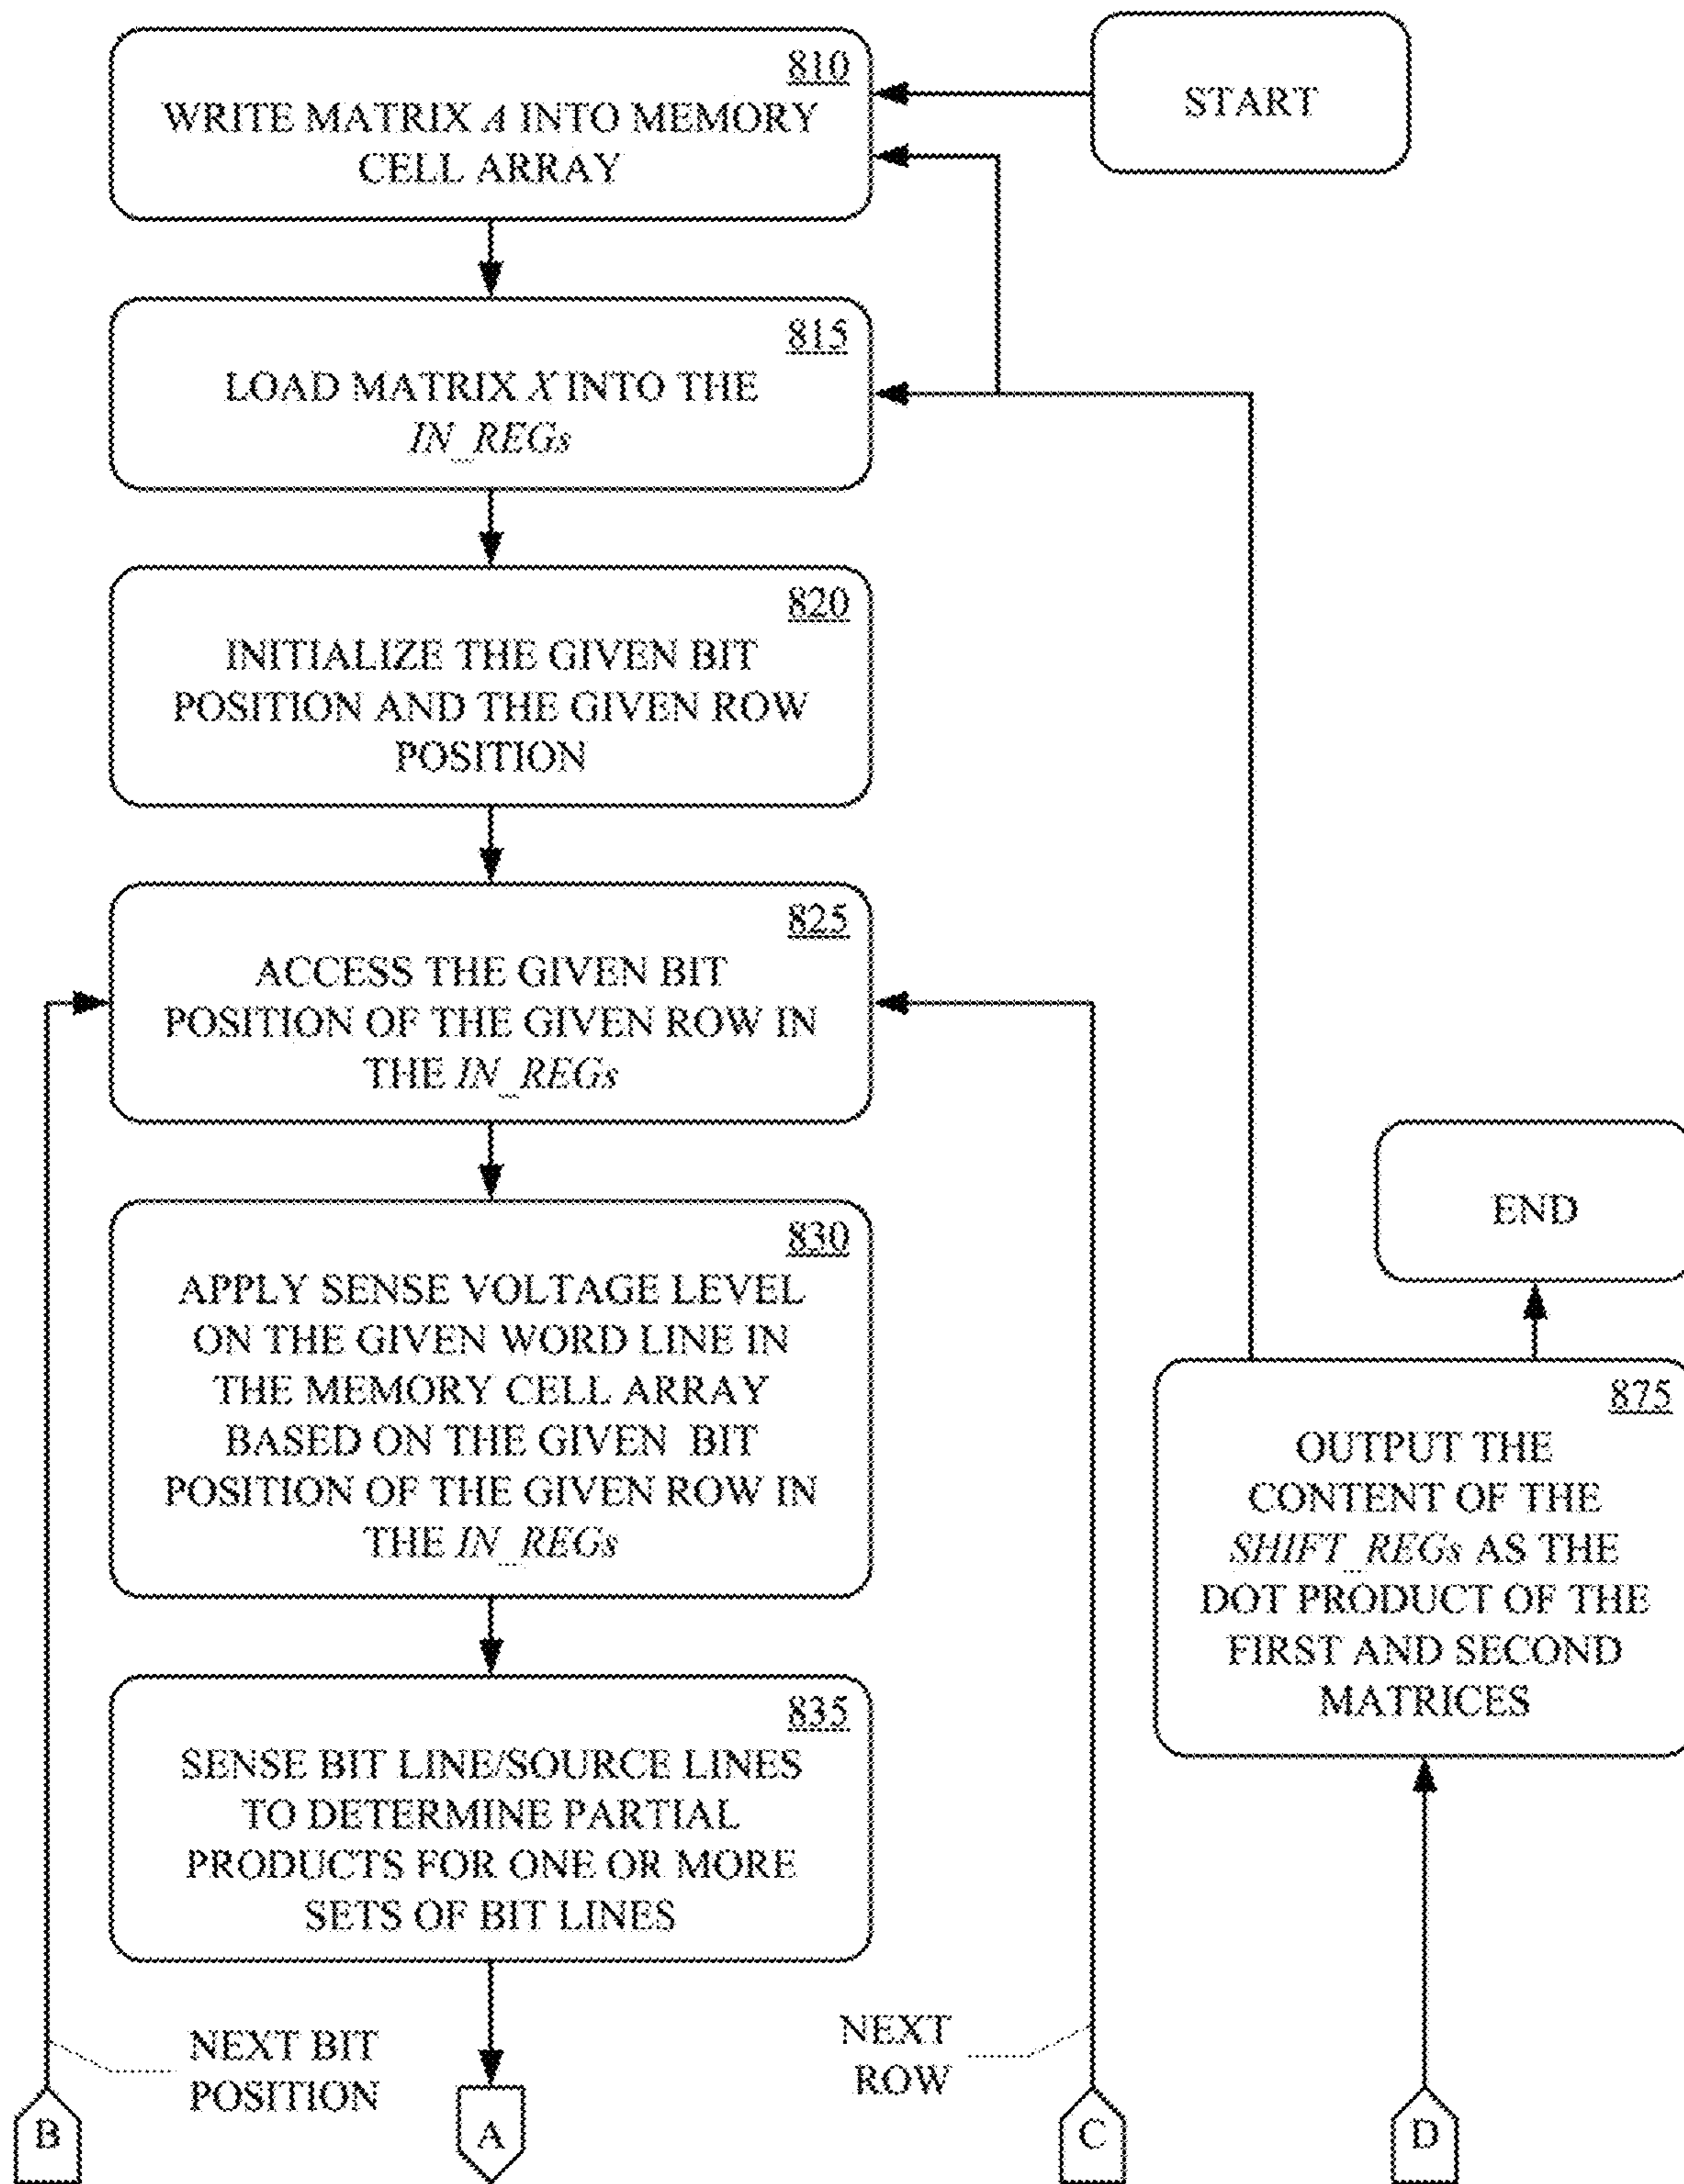 810
WRITE MATRIX A INTO MEMORY
CELL ARRAY
START
815
LOAD MATRIX X INTO THE
IN_REGs
820
INITIALIZE THE GIVEN BIT
POSITION AND THE GIVEN ROW
POSITION
825
ACCESS THE GIVEN BIT
POSITION OF THE GIVEN ROW IN
THE IN_REGs
830
APPLY SENSE VOLTAGE LEVEL
ON THE GIVEN WORD LINE IN
THE MEMORY CELL ARRAY
BASED ON THE GIVEN BIT
POSITION OF THE GIVEN ROW IN
THE IN_REGs
835
SENSE BIT LINE/SOURCE LINES
TO DETERMINE PARTIAL
PRODUCTS FOR ONE OR MORE
SETS OF BIT LINES
END
875
OUTPUT THE
CONTENT OF THE
SHIFT_REGs AS THE
DOT PRODUCT OF THE
FIRST AND SECOND
MATRICES
NEXT BIT
POSITION
NEXT
ROW
B
A
C
D